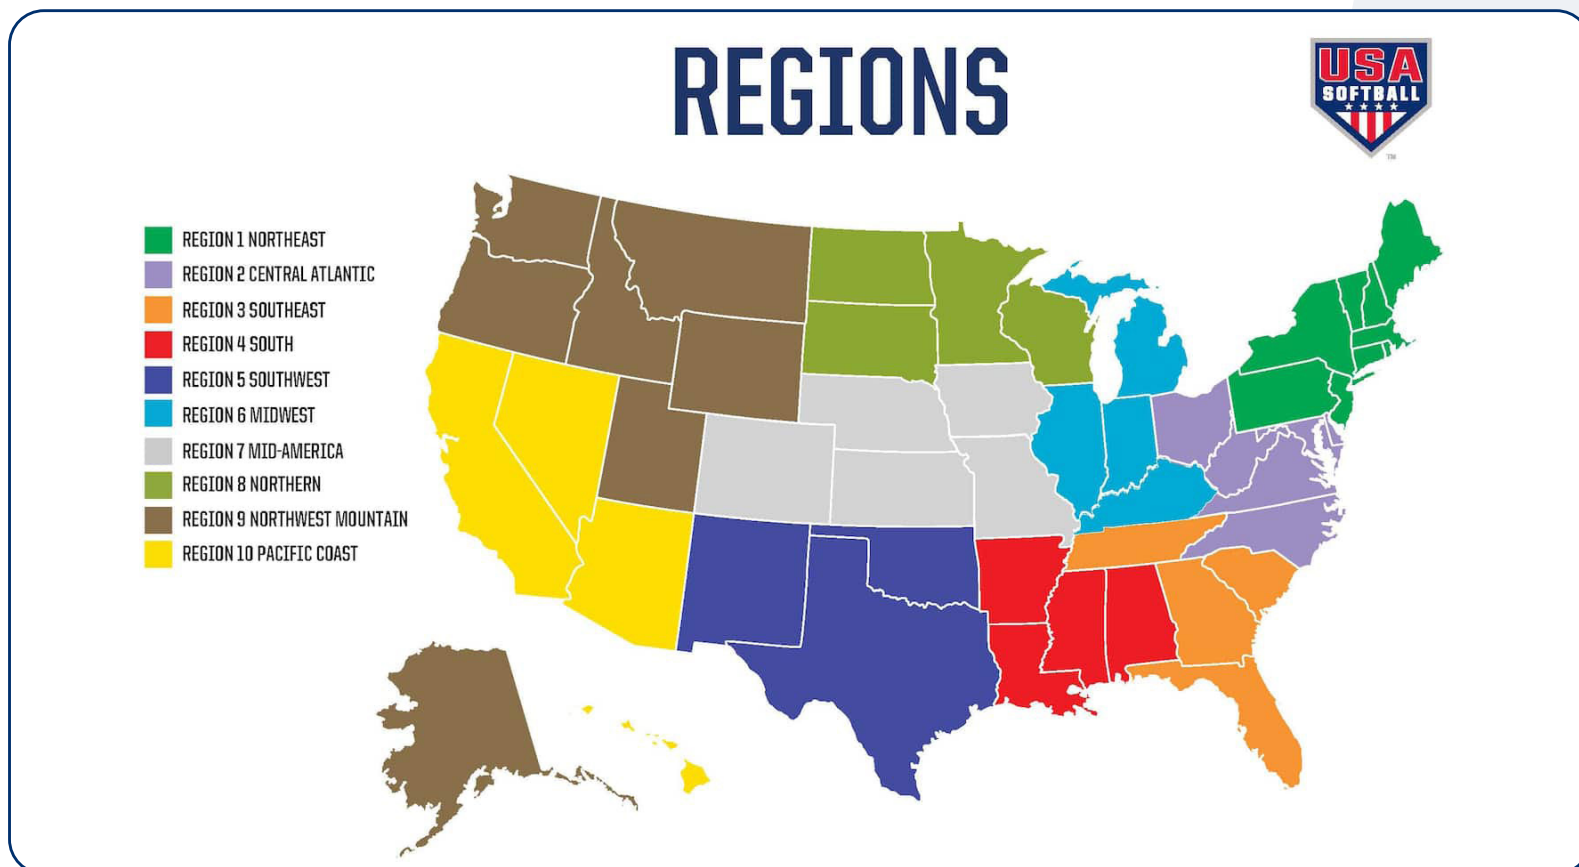 REGIONS
USA
SOFTBALL
TM
REGION 1 NORTHEAST
REGION 2 CENTRAL ATLANTIC
REGION 3 SOUTHEAST
REGION 4 SOUTH
REGION 5 SOUTHWEST
REGION 6 MIDWEST
REGION 7 MID-AMERICA
REGION 8 NORTHERN
REGION 9 NORTHWEST MOUNTAIN
REGION 10 PACIFIC COAST